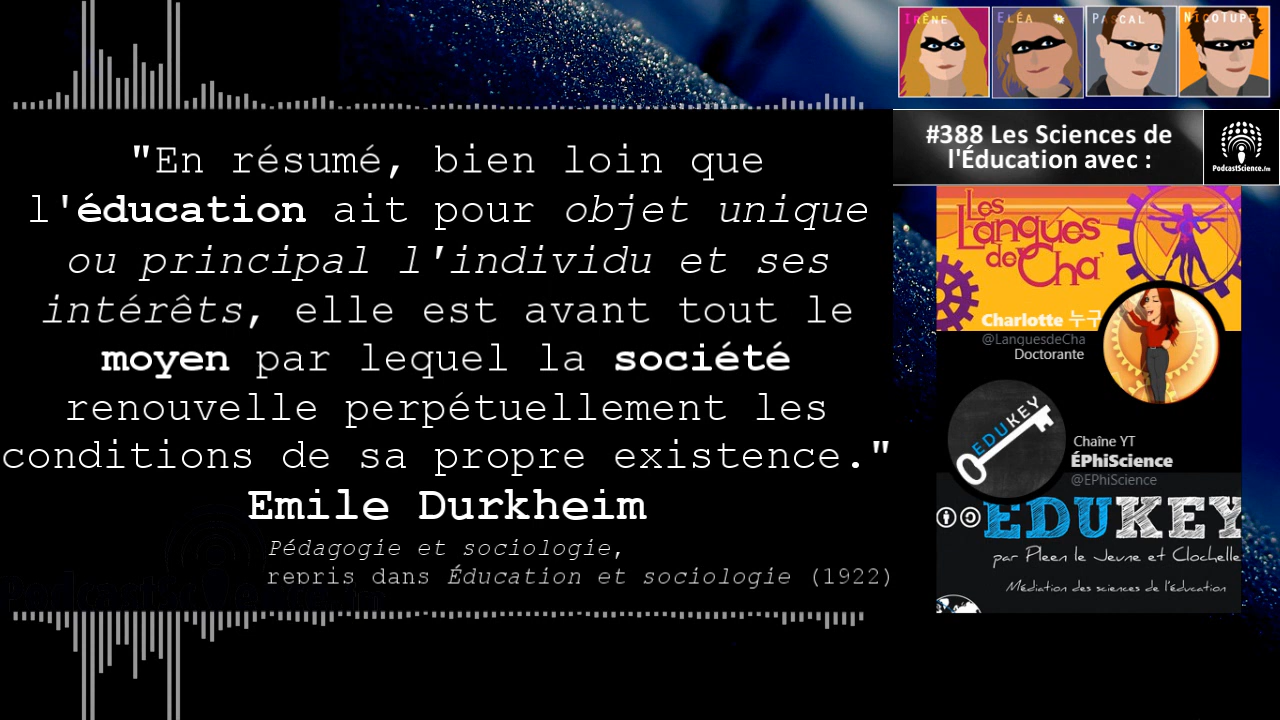 Irène
Eléa
Pascal
Nicotupe
#388 Les Sciences de
l'Éducation avec :
PodcastScience.fm
"En résumé, bien loin que
l'éducation ait pour objet unique
ou principal l'individu et ses
intérêts, elle est avant tout le
moyen par lequel la société
renouvelle perpétuellement les
conditions de sa propre existence."
Emile Durkheim
Pédagogie et sociologie,
repris dans Éducation et sociologie (1922)
Les
Langues
de Cha'
Charlotte 누구
@LanguesdeCha
Doctorante
EDUKEY
Chaîne YT
ÉPhiScience
@EPhiScience
EDUKEY
par Pleen le Jeune et Clochelle
Médiation des sciences de l'éducation